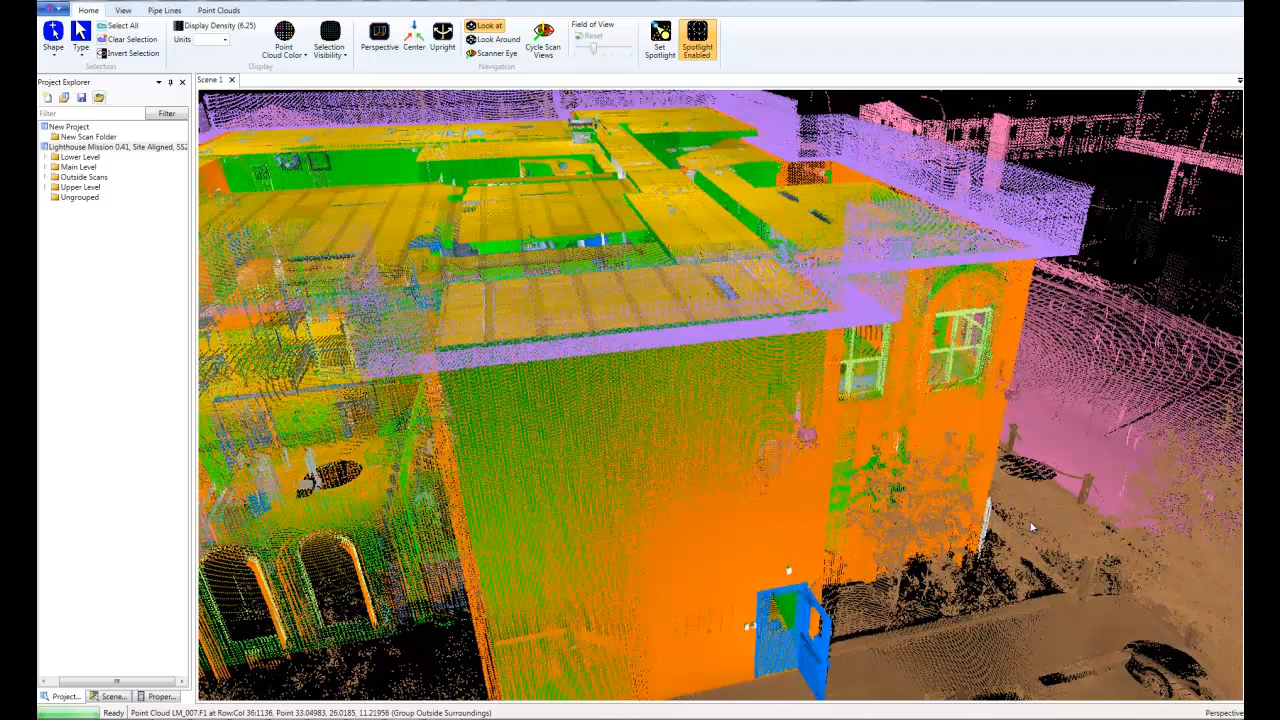 Home View Pipe Lines Point Clouds
Select All
Clear Selection
Invert Selection
Shape
Type
Selection
Display Density (6.25)
Units
Point Cloud Color
Selection Visibility
Display
Perspective
Center
Upright
Look at
Look Around
Scanner Eye
Cycle Scan Views
Navigation
Field of View
Reset
Set Spotlight
Spotlight Enabled
Project Explorer
Scene 1
Filter Filter
New Project
New Scan Folder
Lighthouse Mission 0.41, Site Aligned, SS2
Lower Level
Main Level
Outside Scans
Upper Level
Ungrouped
Project... Scene... Proper...
Ready Point Cloud LM_007.F1 at Row:Col 36:1136, Point 33.04983, 26.0185, 11.21956 (Group Outside Surroundings) Perspective